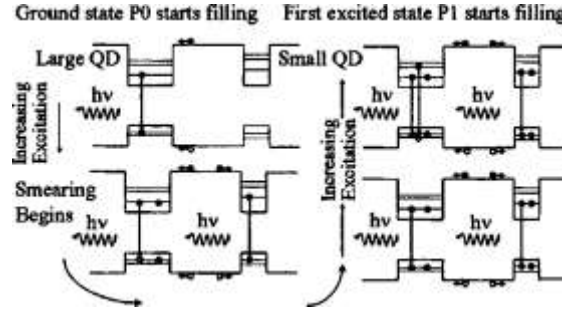 Ground state P0 starts filling
First excited state P1 starts filling
Large QD
Small QD
hν
hν
hν
Increasing
Excitation
Smearing
Begins
hν
hν
hν
hν
Increasing
Excitation